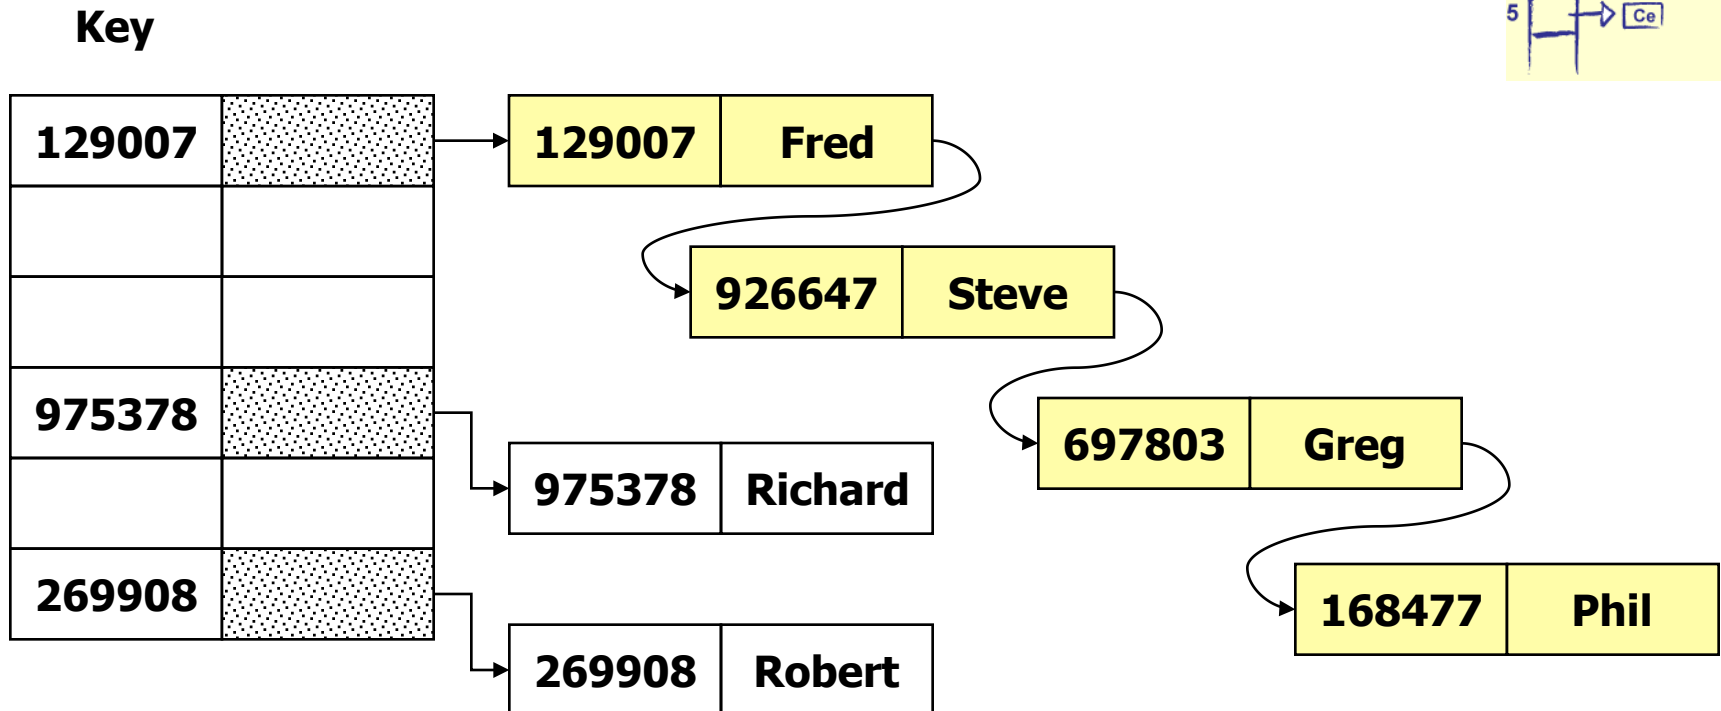 Key
5 Ce
129007 129007 Fred
926647 Steve
975378
697803 Greg
975378 Richard
269908
168477 Phil
269908 Robert